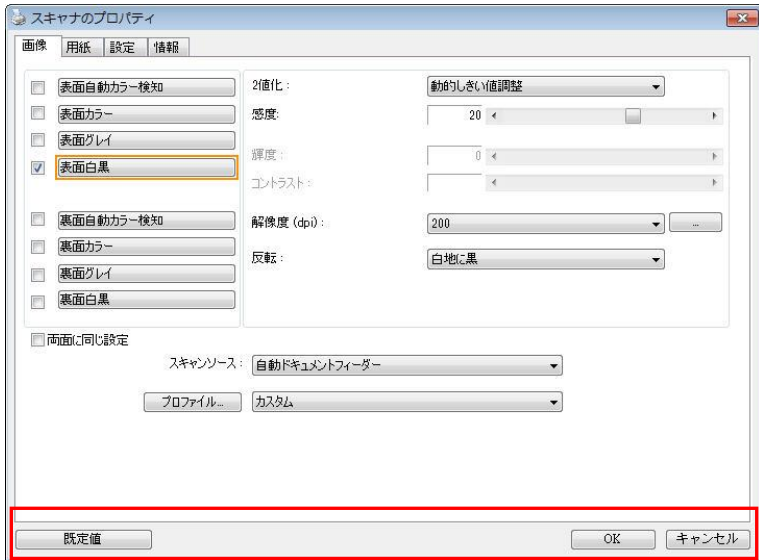 スキャナのプロパティ
画像 用紙 設定 情報
表面自動カラー検知
表面カラー
表面グレイ
表面白黒
裏面自動カラー検知
裏面カラー
裏面グレイ
裏面白黒
2値化: 動的しきい値調整
感度: 20
輝度: 0
コントラスト:
解像度 (dpi): 200 ...
反転: 白地に黒
両面に同じ設定
スキャンソース: 自動ドキュメントフィーダー
プロファイル... カスタム
既定値 OK キャンセル